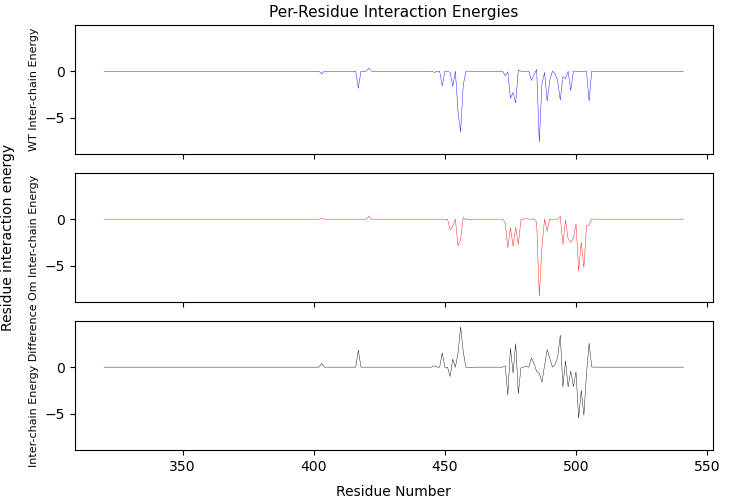 Per-Residue Interaction Energies
Residue interaction energy
WT Inter-chain Energy
0
−5
Om Inter-chain Energy
0
−5
Inter-chain Energy Difference
0
−5
350
400
450
500
550
Residue Number